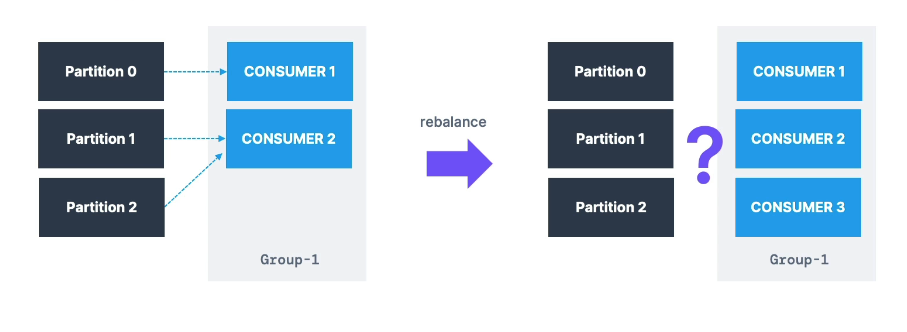 Partition 0
CONSUMER 1
Partition 1
CONSUMER 2
Partition 2
Group-1
rebalance
Partition 0
CONSUMER 1
Partition 1
?
CONSUMER 2
Partition 2
CONSUMER 3
Group-1